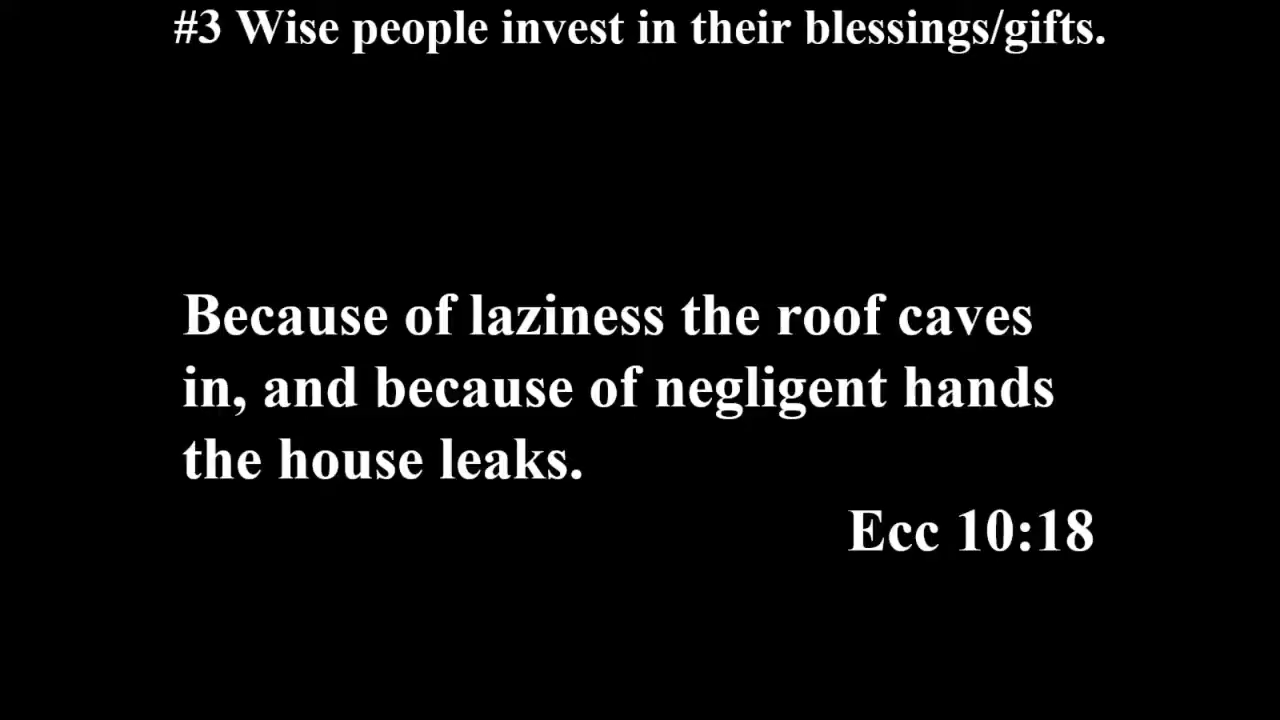 #3 Wise people invest in their blessings/gifts.
Because of laziness the roof caves
in, and because of negligent hands
the house leaks.
Ecc 10:18